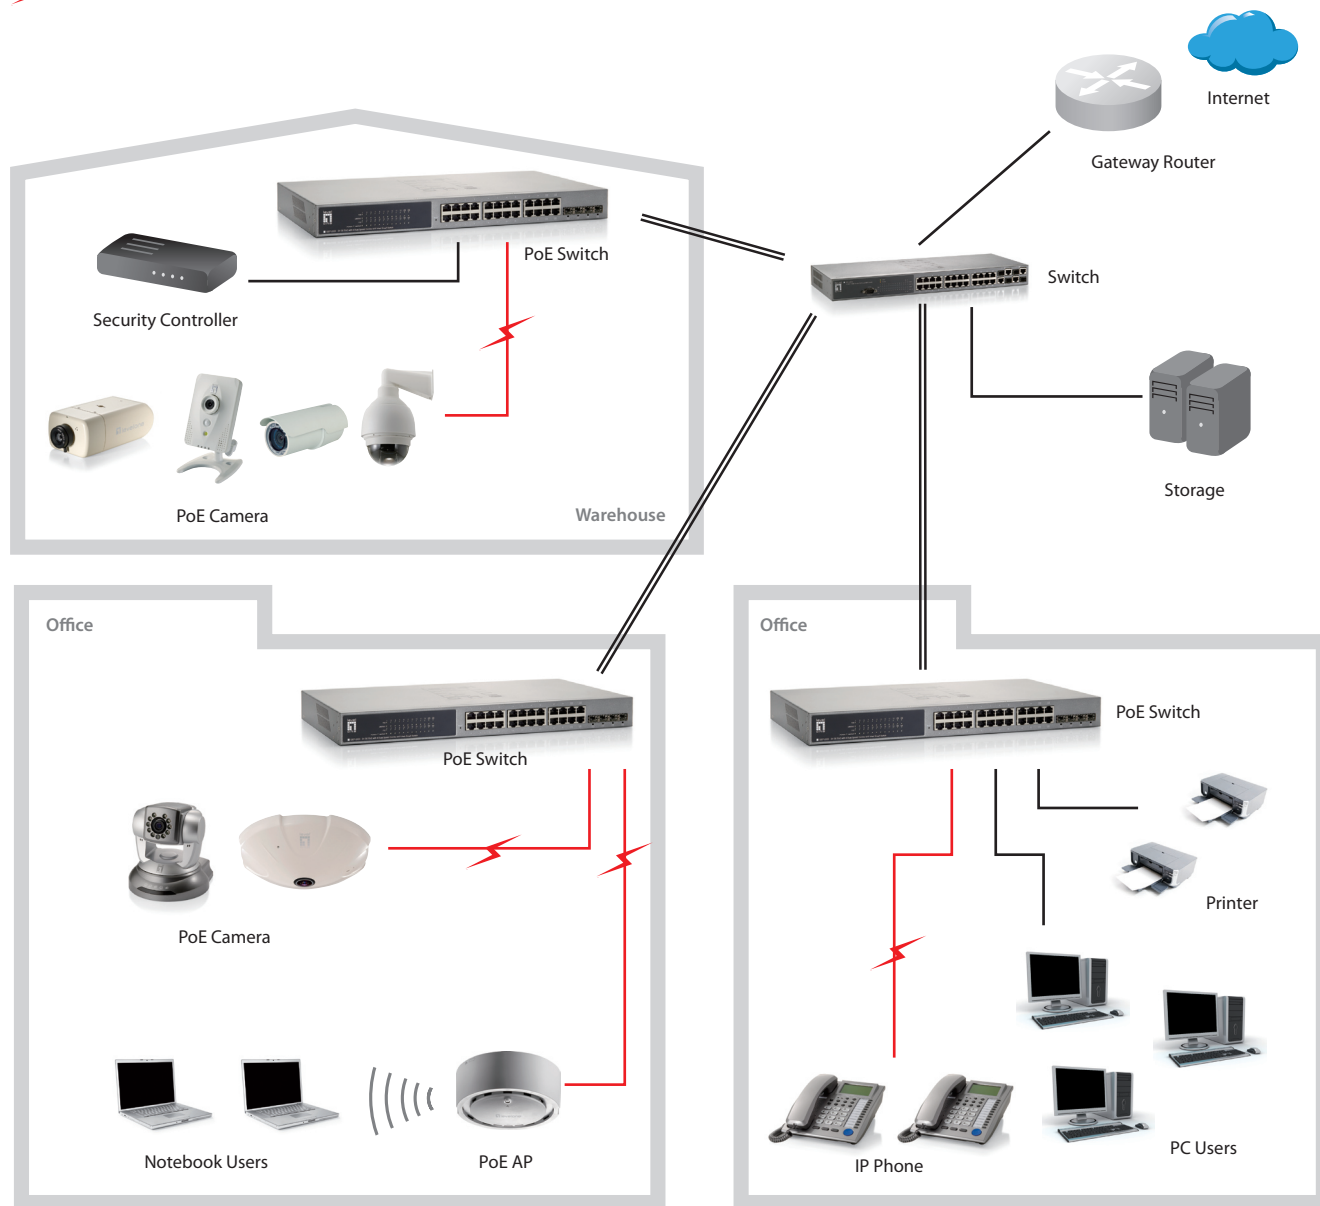 Internet
Gateway Router
PoE Switch
Switch
Security Controller
Storage
PoE Camera
Warehouse
Office
Office
PoE Switch
PoE Switch
Printer
PoE Camera
PC Users
Notebook Users
PoE AP
IP Phone